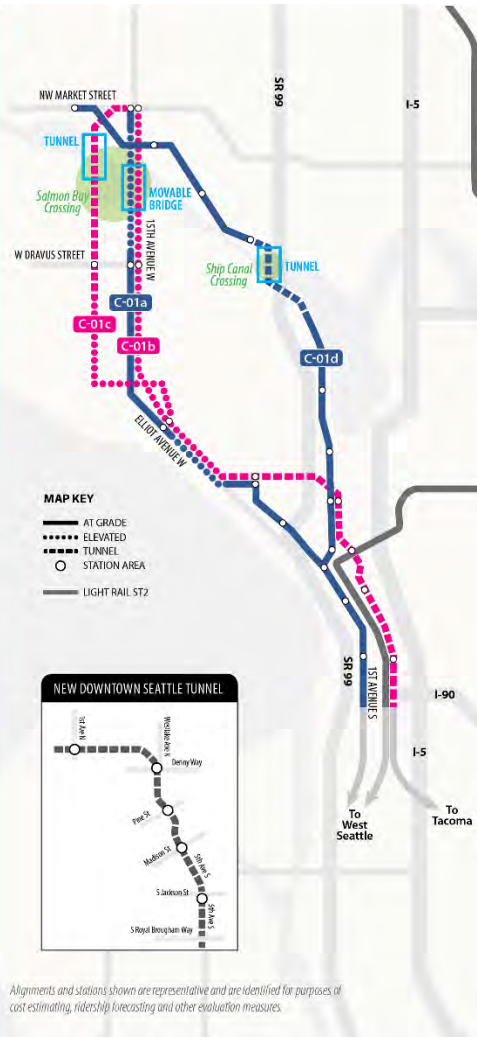 NW MARKET STREET
SR 99
I-5
TUNNEL
Salmon Bay
Crossing
MOVABLE
BRIDGE
15TH AVENUE W
W DRAVUS STREET
Ship Canal
Crossing
TUNNEL
C-01a
C-01c
C-01b
C-01d
ELLIOT AVENUE W
MAP KEY
AT GRADE
ELEVATED
TUNNEL
STATION AREA
LIGHT RAIL ST2
SR 99
1ST AVENUE S
I-90
I-5
To
West
Seattle
To
Tacoma
NEW DOWNTOWN SEATTLE TUNNEL
1st Ave N
Westlake Ave N
Denny Way
Pine St
Madison St
5th Ave S
S Jackson St
5th Ave S
S Royal Brougham Way
Alignments and stations shown are representative and are identified for purposes of
cost estimating, ridership forecasting and other evaluation measures.